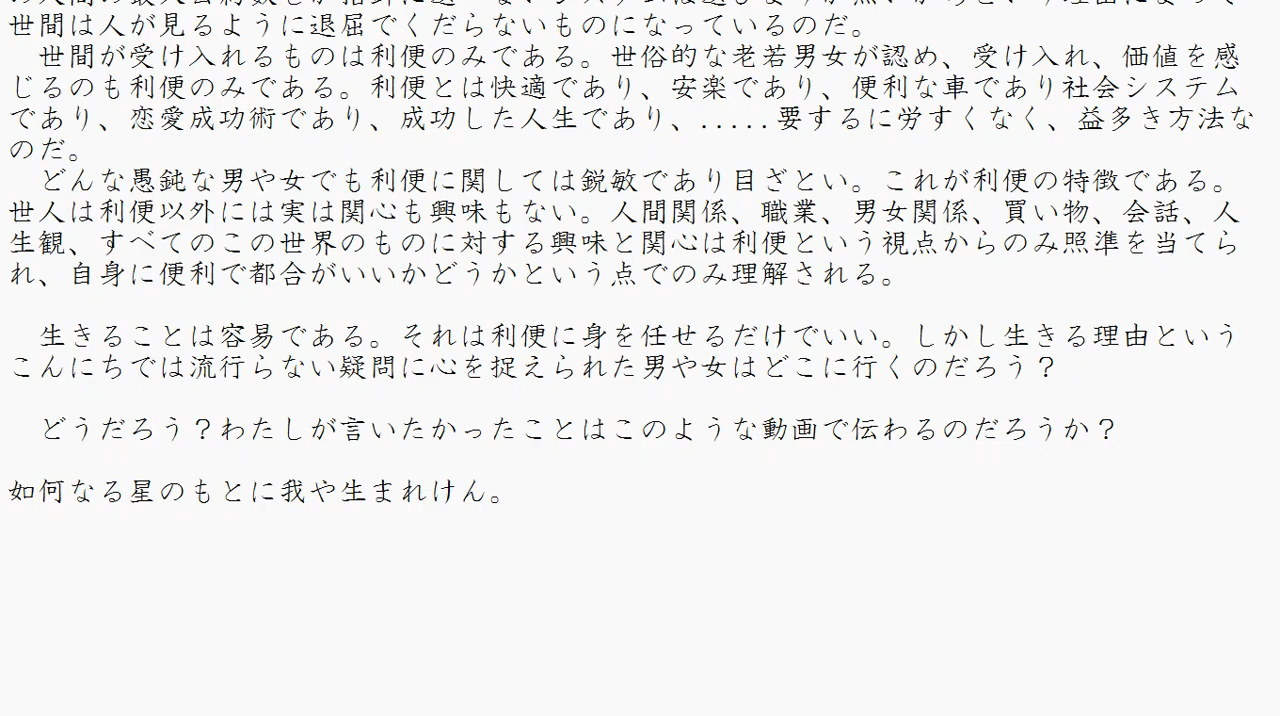 世間は人が見るように退屈でくだらないものになっているのだ。
　世間が受け入れるものは利便のみである。世俗的な老若男女が認め、受け入れ、価値を感
じるのも利便のみである。利便とは快適であり、安楽であり、便利な車であり社会システム
であり、恋愛成功術であり、成功した人生であり、.....要するに労すくなく、益多き方法な
のだ。
　どんな愚鈍な男や女でも利便に関しては鋭敏であり目ざとい。これが利便の特徴である。
世人は利便以外には実は関心も興味もない。人間関係、職業、男女関係、買い物、会話、人
生観、すべてのこの世界のものに対する興味と関心は利便という視点からのみ照準を当てら
れ、自身に便利で都合がいいかどうかという点でのみ理解される。
　生きることは容易である。それは利便に身を任せるだけでいい。しかし生きる理由という
こんにちでは流行らない疑問に心を捉えられた男や女はどこに行くのだろう？
　どうだろう？わたしが言いたかったことはこのような動画で伝わるのだろうか？
如何なる星のもとに我や生まれけん。